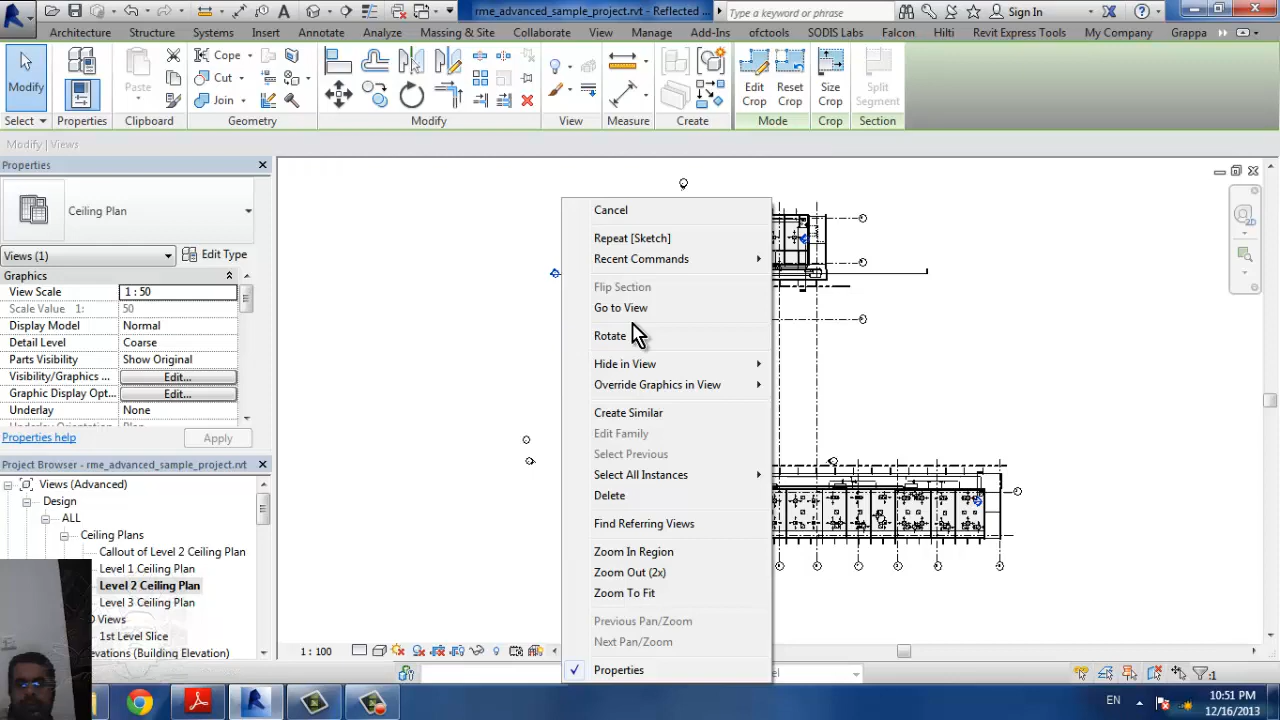 rme_advanced_sample_project.rvt - Reflected ...
Type a keyword or phrase
Sign In
Architecture Structure Systems Insert Annotate Analyze Massing & Site Collaborate View Manage Add-Ins ofctools SODIS Labs Falcon Hilti Revit Express Tools My Company Grappa
Modify
Paste
Cope
Cut
Join
Edit Crop
Reset Crop
Size Crop
Split Segment
Select Properties Clipboard Geometry Modify View Measure Create Mode Crop Section
Modify | Views
Properties
Ceiling Plan
Views (1)
Edit Type
Graphics
View Scale 1 : 50
Scale Value 1: 50
Display Model Normal
Detail Level Coarse
Parts Visibility Show Original
Visibility/Graphics ... Edit...
Graphic Display Opt... Edit...
Underlay None
Properties help
Apply
Project Browser - rme_advanced_sample_project.rvt
Views (Advanced)
Design
ALL
Ceiling Plans
Callout of Level 2 Ceiling Plan
Level 1 Ceiling Plan
Level 2 Ceiling Plan
Level 3 Ceiling Plan
1st Level Slice
Cancel
Repeat [Sketch]
Recent Commands
Flip Section
Go to View
Rotate
Hide in View
Override Graphics in View
Create Similar
Edit Family
Select Previous
Select All Instances
Delete
Find Referring Views
Zoom In Region
Zoom Out (2x)
Zoom To Fit
Previous Pan/Zoom
Next Pan/Zoom
Properties
1 : 100
:1
EN
10:51 PM
12/16/2013